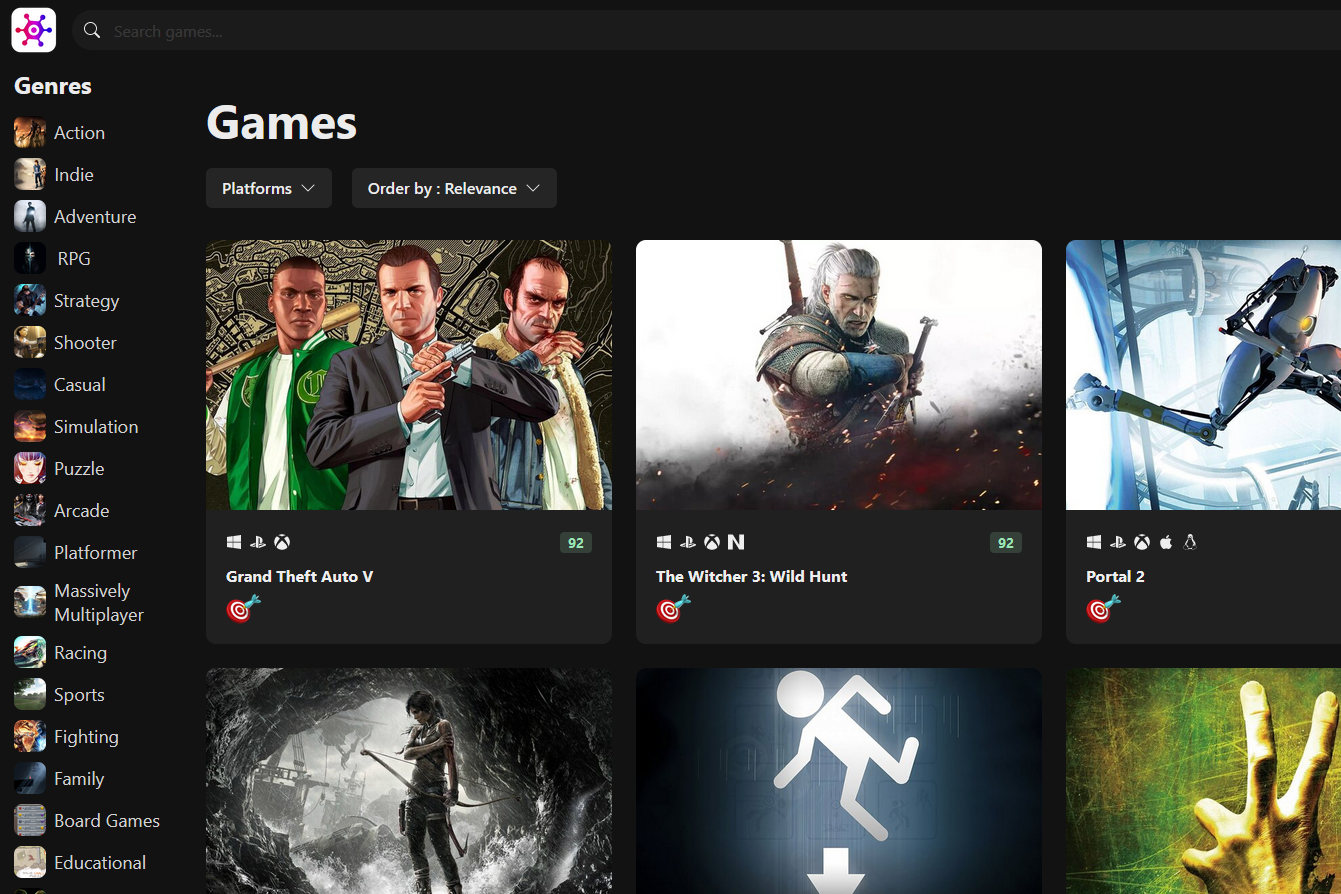 Search games...
Genres
Action
Indie
Adventure
RPG
Strategy
Shooter
Casual
Simulation
Puzzle
Arcade
Platformer
Massively
Multiplayer
Racing
Sports
Fighting
Family
Board Games
Educational
Games
Platforms
Order by : Relevance
92
Grand Theft Auto V
92
The Witcher 3: Wild Hunt
Portal 2